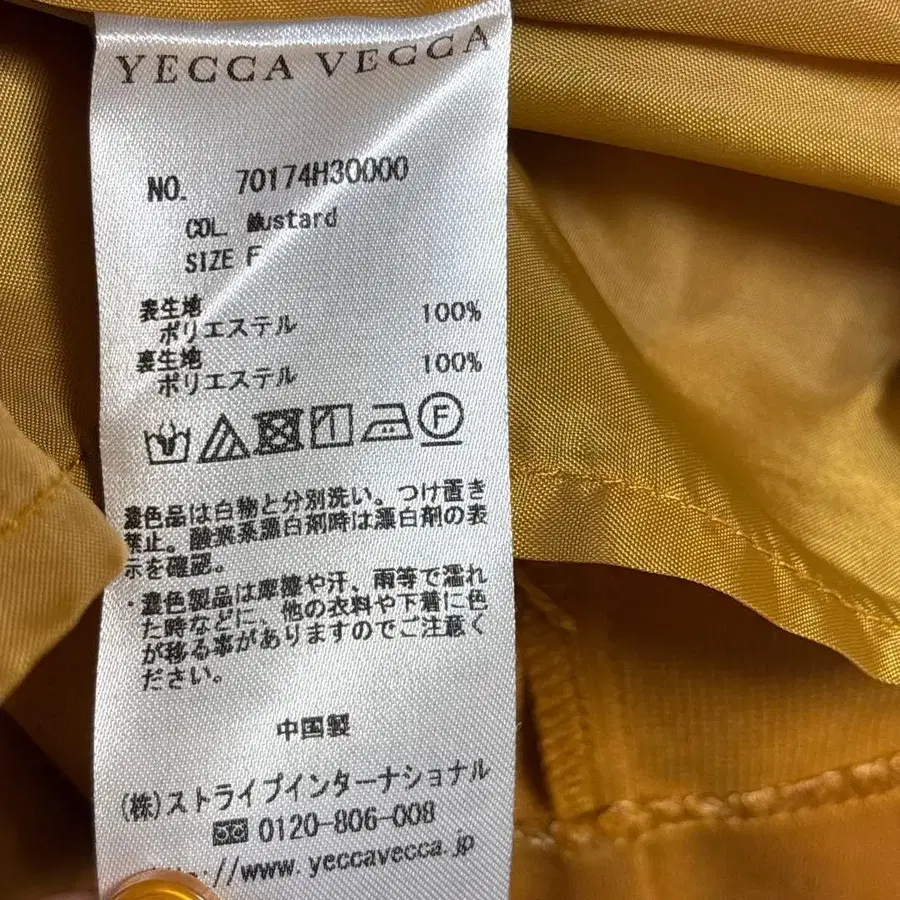 YECCA VECCA
NO. 70174H30000
COL. Mustard
SIZE F
表生地
ポリエステル 100%
裏生地
ポリエステル 100%
F
濃色品は白物と分別洗い。つけ置き
禁止。酸素系漂白剤時は漂白剤の表
示を確認。
・濃色製品は摩擦や汗、雨等で濡れ
た時などに、他の衣料や下着に色
が移る事がありますのでご注意く
ださい。
中国製
(株)ストライプインターナショナル
0120-806-008
://www.yeccavecca.jp